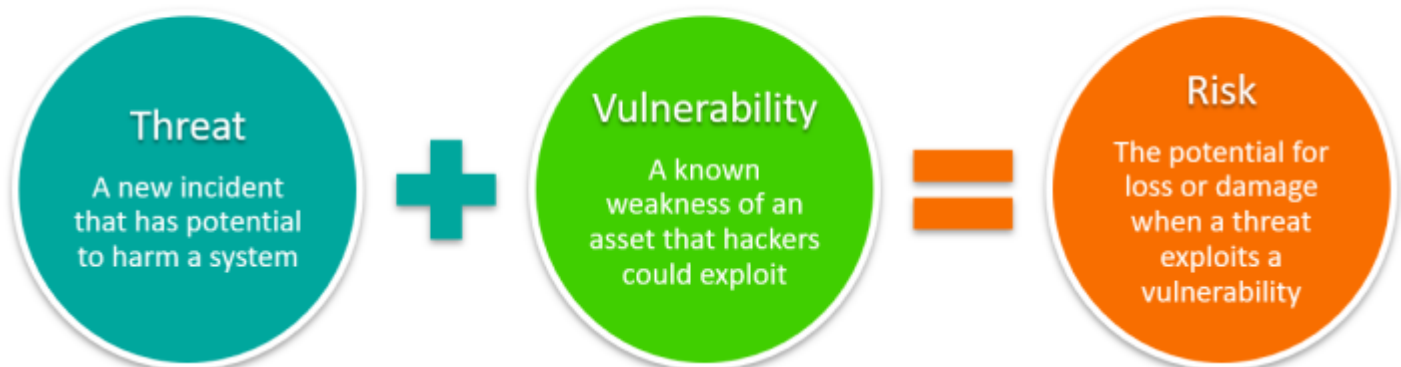 Threat
A new incident
that has potential
to harm a system
Vulnerability
A known
weakness of an
asset that hackers
could exploit
Risk
The potential for
loss or damage
when a threat
exploits a
vulnerability